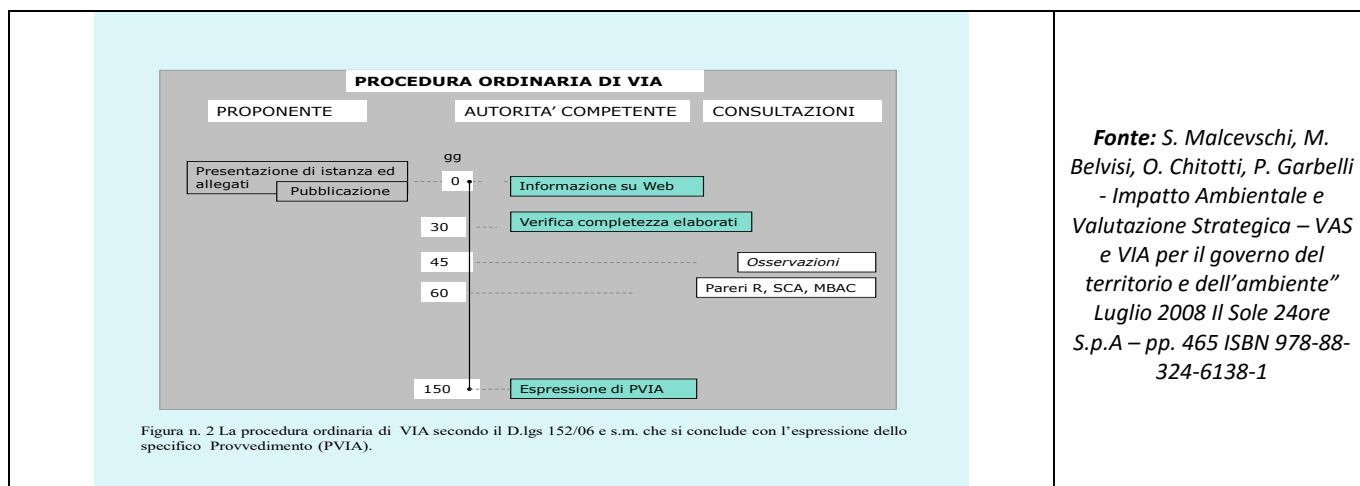 PROCEDURA ORDINARIA DI VIA
PROPONENTE
AUTORITA’ COMPETENTE
CONSULTAZIONI
gg
Presentazione di istanza ed
allegati
Pubblicazione
0
Informazione su Web
30
Verifica completezza elaborati
45
Osservazioni
60
Pareri R, SCA, MBAC
150
Espressione di PVIA
Figura n. 2 La procedura ordinaria di VIA secondo il D.lgs 152/06 e s.m. che si conclude con l’espressione dello
specifico Provvedimento (PVIA).
Fonte: S. Malcevschi, M.
Belvisi, O. Chitotti, P. Garbelli
- Impatto Ambientale e
Valutazione Strategica – VAS
e VIA per il governo del
territorio e dell’ambiente”
Luglio 2008 Il Sole 24ore
S.p.A – pp. 465 ISBN 978-88-
324-6138-1